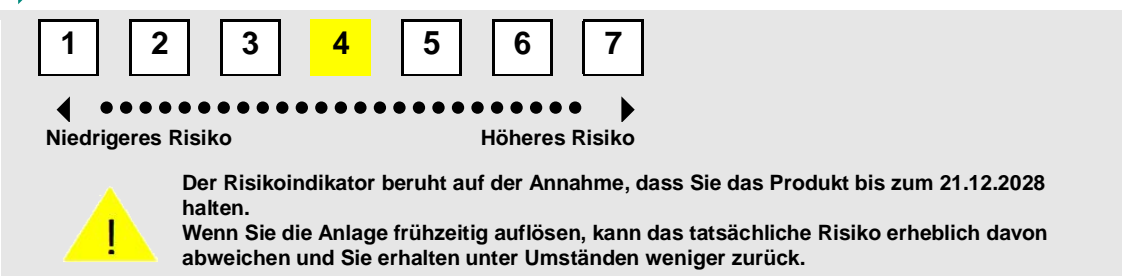 1 2 3 4 5 6 7
Niedrigeres Risiko Höheres Risiko
Der Risikoindikator beruht auf der Annahme, dass Sie das Produkt bis zum 21.12.2028
halten.
Wenn Sie die Anlage frühzeitig auflösen, kann das tatsächliche Risiko erheblich davon
abweichen und Sie erhalten unter Umständen weniger zurück.
!